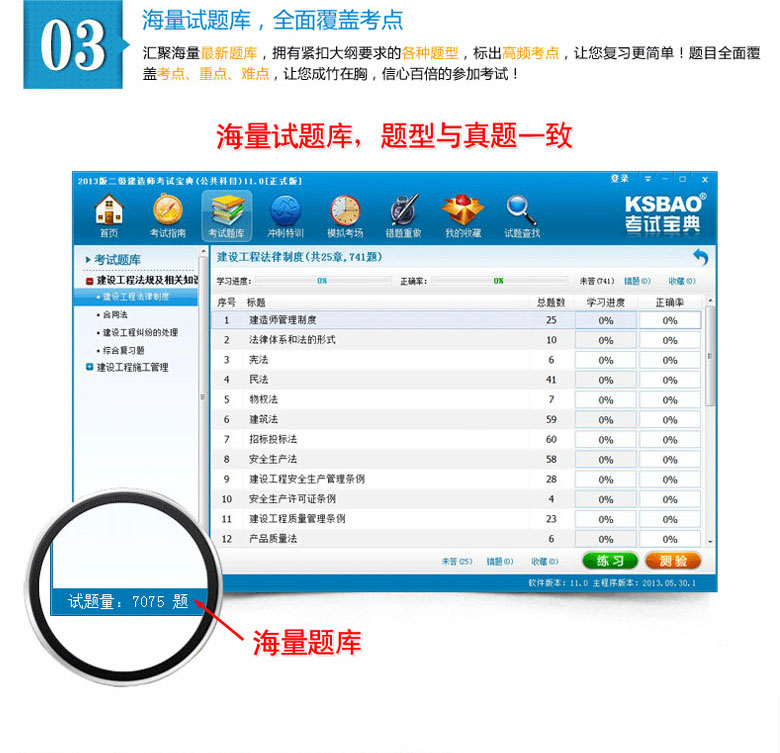 03
海量试题库，全面覆盖考点
汇聚海量最新题库，拥有紧扣大纲要求的各种题型，标出高频考点，让您复习更简单！题目全面覆
盖考点、重点、难点，让您成竹在胸，信心百倍的参加考试！
海量试题库，题型与真题一致
2013版二级建造师考试宝典(公共科目)11.0[正式版]
登录
首页 考试指南 考试题库 冲刺特训 模拟考场 错题重做 我的收藏 试题查找
KSBAO®
考试宝典
考试题库
建设工程法规及相关知识
建设工程法律制度
合同法
建设工程纠纷的处理
综合复习题
建设工程施工管理
建设工程法律制度(共25章,741题)
学习进度： 0% 正确率： 0% 未答(741) 错题(0) 收藏(0)
序号 标题 总题数 学习进度 正确率
1 建造师管理制度 25 0% 0%
2 法律体系和法的形式 10 0% 0%
3 宪法 6 0% 0%
4 民法 41 0% 0%
5 物权法 7 0% 0%
6 建筑法 59 0% 0%
7 招标投标法 60 0% 0%
8 安全生产法 58 0% 0%
9 建设工程安全生产管理条例 28 0% 0%
10 安全生产许可证条例 4 0% 0%
11 建设工程质量管理条例 23 0% 0%
12 产品质量法 6 0% 0%
未答(25) 错题(0) 收藏(0) 练习 测验
软件版本：11.0 主程序版本：2013.05.30.1
试题量：7075 题
海量题库